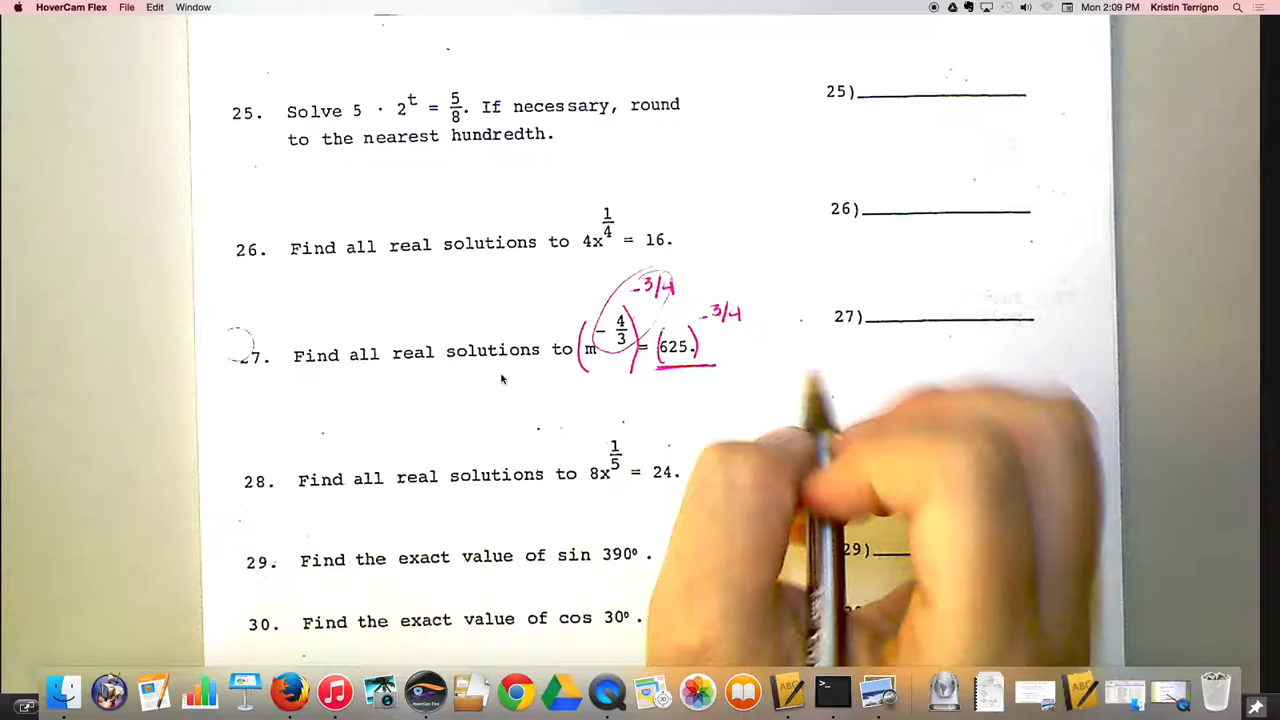 HoverCam Flex File Edit Window Mon 2:09 PM Kristin Terrigno
25. Solve 5 · 2^t = 5/8. If necessary, round
to the nearest hundredth.
25)
26. Find all real solutions to 4x^1/4 = 16.
26)
-3/4 -3/4
27. Find all real solutions to (m^-4/3) = (625.)
27)
28. Find all real solutions to 8x^1/5 = 24.
29. Find the exact value of sin 390º.
29)
30. Find the exact value of cos 30º.